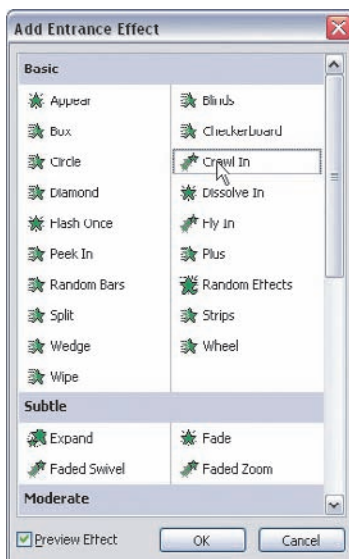 Add Entrance Effect
Basic
Appear Blinds
Box Checkerboard
Circle Crawl In
Diamond Dissolve In
Flash Once Fly In
Peek In Plus
Random Bars Random Effects
Split Strips
Wedge Wheel
Wipe
Subtle
Expand Fade
Faded Swivel Faded Zoom
Moderate
Preview Effect OK Cancel